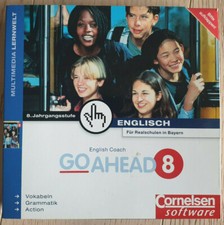 MULTIMEDIA LERNWELT
8. Jahrgangsstufe
ENGLISCH
Für Realschulen in Bayern
English Coach
GO AHEAD 8
+++
Vokabeln
Grammatik
Action
Cornelsen
software